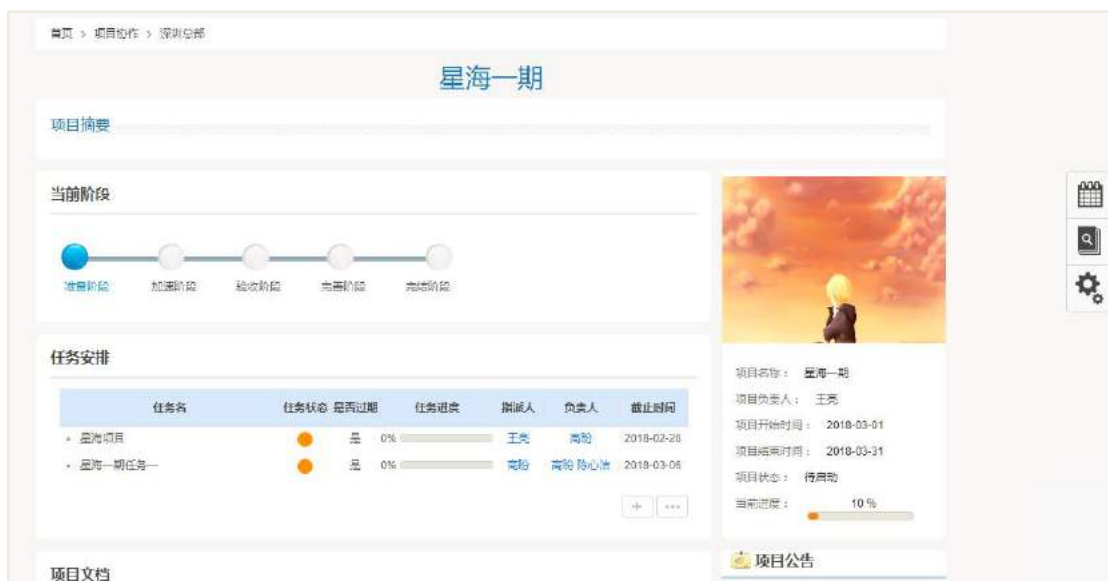 首页 > 项目协作 > 深圳总部
星海一期
项目摘要
当前阶段
准备阶段 加速阶段 验收阶段 完善阶段 完结阶段
任务安排
任务名 任务状态 是否过期 任务进度 指派人 负责人 截止时间
星海项目 是 0% 王亮 高盼 2018-02-28
星海一期任务一 是 0% 高盼 高盼 陈心洁 2018-03-06
项目文档
项目名称： 星海一期
项目负责人： 王亮
项目开始时间： 2018-03-01
项目结束时间： 2018-03-31
项目状态： 待启动
当前进度： 10 %
项目公告